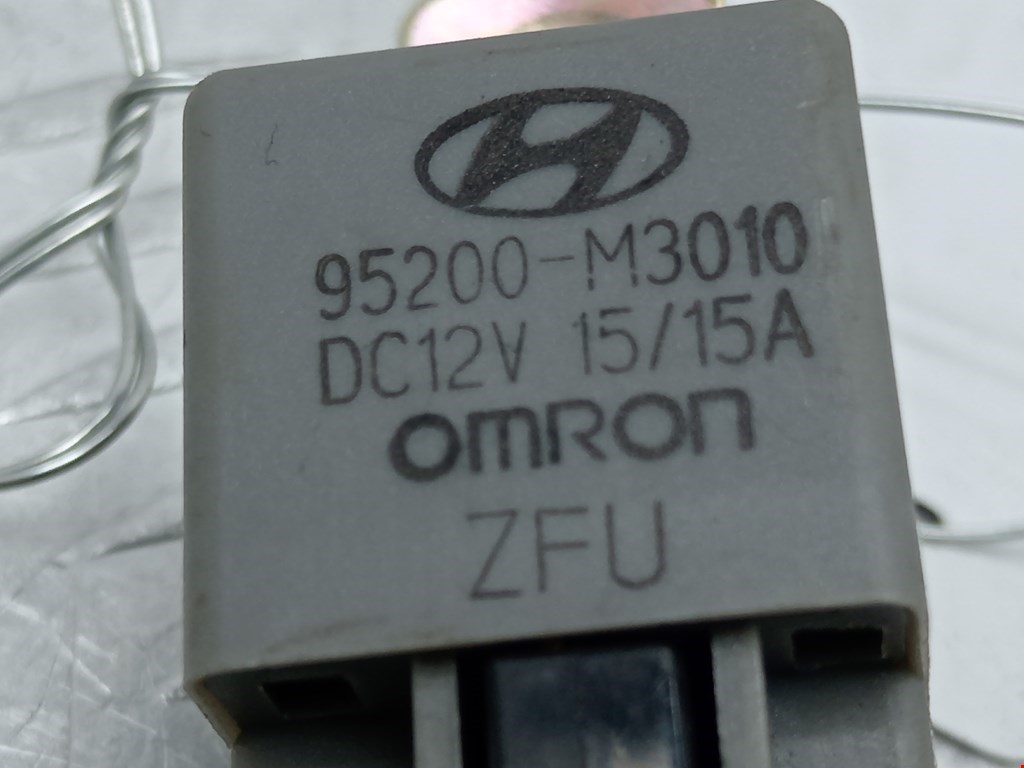 95200-M3010
DC12V 15/15A
OMRON
ZFU